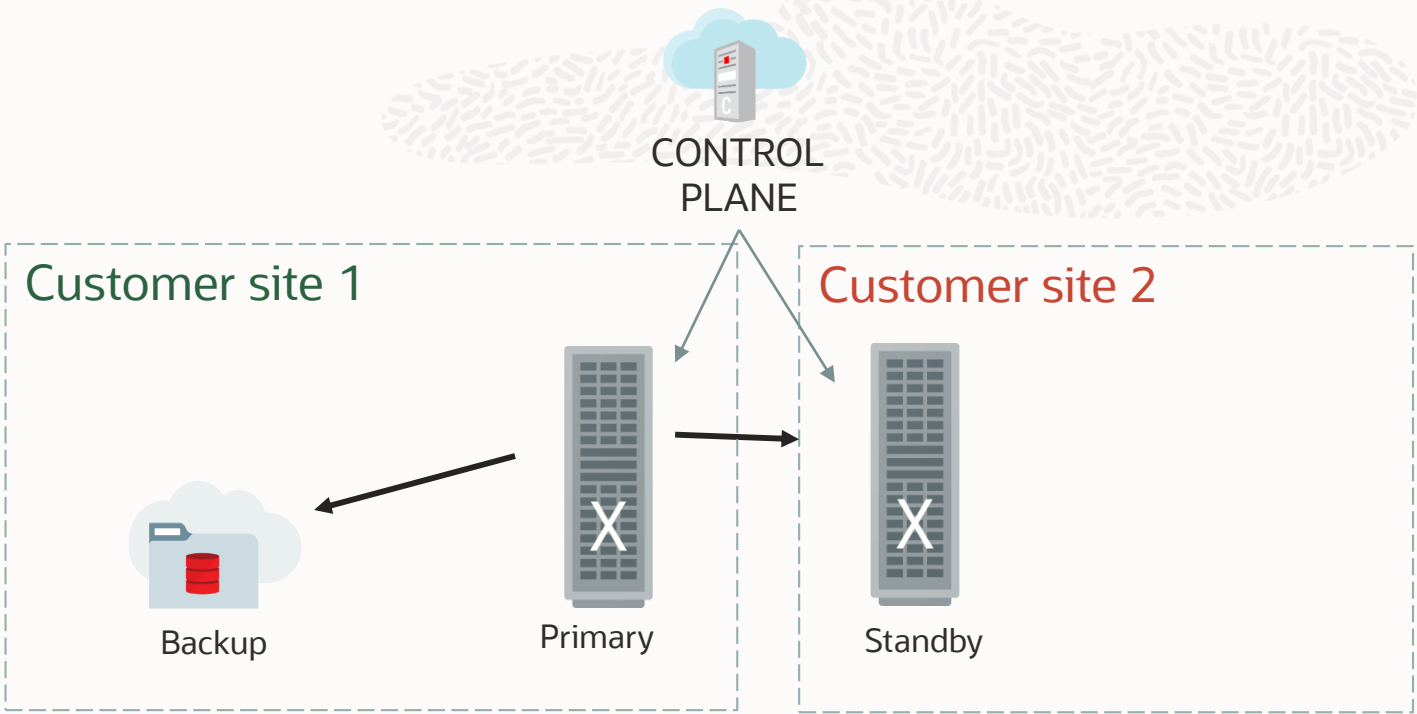 C
CONTROL
PLANE
Customer site 1
Customer site 2
X
X
Backup
Primary
Standby